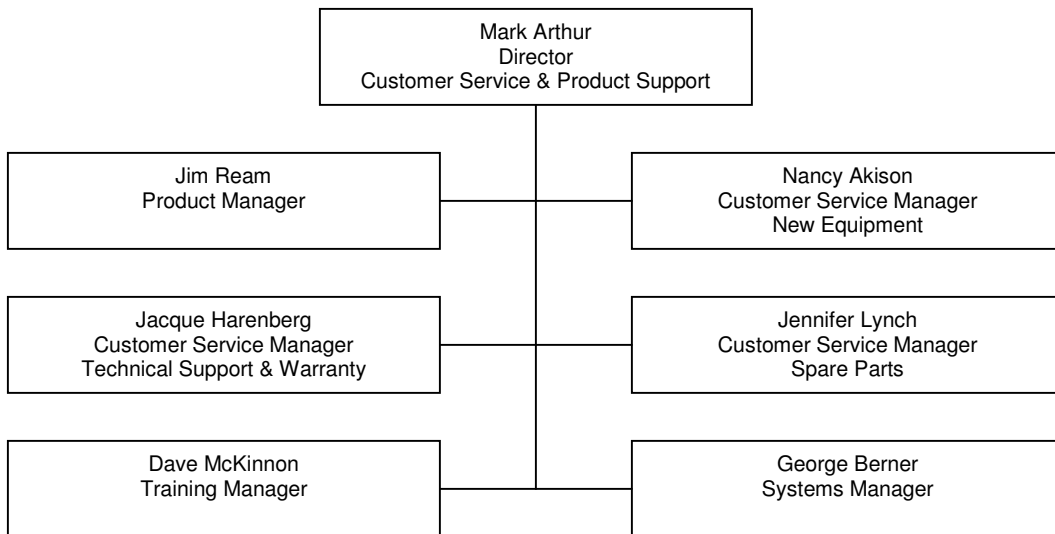 Mark Arthur
Director
Customer Service & Product Support
Jim Ream
Product Manager
Nancy Akison
Customer Service Manager
New Equipment
Jacque Harenberg
Customer Service Manager
Technical Support & Warranty
Jennifer Lynch
Customer Service Manager
Spare Parts
Dave McKinnon
Training Manager
George Berner
Systems Manager